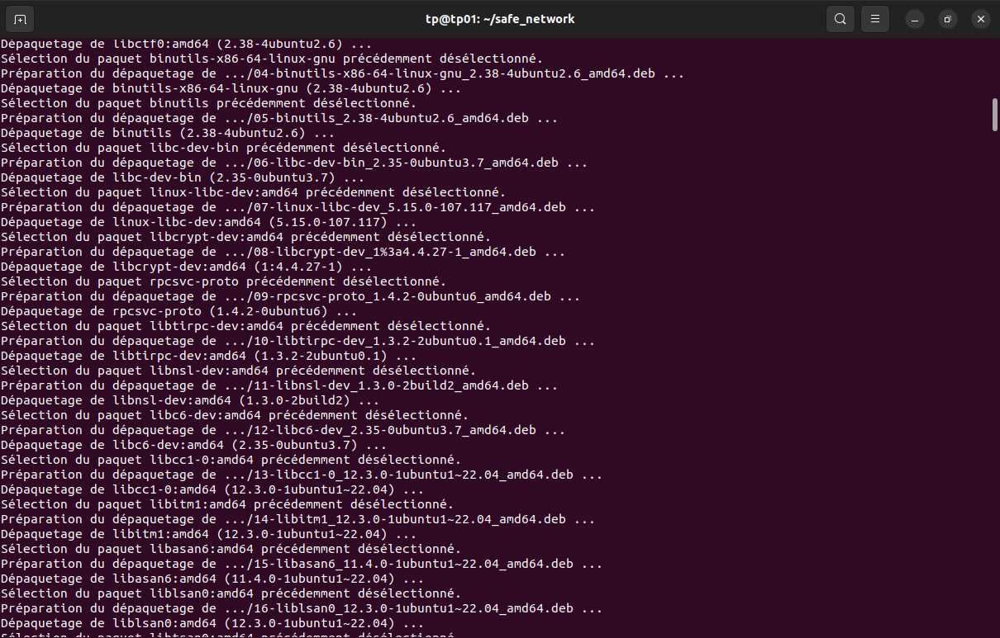 tp@tp01: ~/safe_network
Dépaquetage de libctf0:amd64 (2.38-4ubuntu2.6) ...
Sélection du paquet binutils-x86-64-linux-gnu précédemment désélectionné.
Préparation du dépaquetage de .../04-binutils-x86-64-linux-gnu_2.38-4ubuntu2.6_amd64.deb ...
Dépaquetage de binutils-x86-64-linux-gnu (2.38-4ubuntu2.6) ...
Sélection du paquet binutils précédemment désélectionné.
Préparation du dépaquetage de .../05-binutils_2.38-4ubuntu2.6_amd64.deb ...
Dépaquetage de binutils (2.38-4ubuntu2.6) ...
Sélection du paquet libc-dev-bin précédemment désélectionné.
Préparation du dépaquetage de .../06-libc-dev-bin_2.35-0ubuntu3.7_amd64.deb ...
Dépaquetage de libc-dev-bin (2.35-0ubuntu3.7) ...
Sélection du paquet linux-libc-dev:amd64 précédemment désélectionné.
Préparation du dépaquetage de .../07-linux-libc-dev_5.15.0-107.117_amd64.deb ...
Dépaquetage de linux-libc-dev:amd64 (5.15.0-107.117) ...
Sélection du paquet libcrypt-dev:amd64 précédemment désélectionné.
Préparation du dépaquetage de .../08-libcrypt-dev_1%3a4.4.27-1_amd64.deb ...
Dépaquetage de libcrypt-dev:amd64 (1:4.4.27-1) ...
Sélection du paquet rpcsvc-proto précédemment désélectionné.
Préparation du dépaquetage de .../09-rpcsvc-proto_1.4.2-0ubuntu6_amd64.deb ...
Dépaquetage de rpcsvc-proto (1.4.2-0ubuntu6) ...
Sélection du paquet libtirpc-dev:amd64 précédemment désélectionné.
Préparation du dépaquetage de .../10-libtirpc-dev_1.3.2-2ubuntu0.1_amd64.deb ...
Dépaquetage de libtirpc-dev:amd64 (1.3.2-2ubuntu0.1) ...
Sélection du paquet libnsl-dev:amd64 précédemment désélectionné.
Préparation du dépaquetage de .../11-libnsl-dev_1.3.0-2build2_amd64.deb ...
Dépaquetage de libnsl-dev:amd64 (1.3.0-2build2) ...
Sélection du paquet libc6-dev:amd64 précédemment désélectionné.
Préparation du dépaquetage de .../12-libc6-dev_2.35-0ubuntu3.7_amd64.deb ...
Dépaquetage de libc6-dev:amd64 (2.35-0ubuntu3.7) ...
Sélection du paquet libcc1-0:amd64 précédemment désélectionné.
Préparation du dépaquetage de .../13-libcc1-0_12.3.0-1ubuntu1~22.04_amd64.deb ...
Dépaquetage de libcc1-0:amd64 (12.3.0-1ubuntu1~22.04) ...
Sélection du paquet libitm1:amd64 précédemment désélectionné.
Préparation du dépaquetage de .../14-libitm1_12.3.0-1ubuntu1~22.04_amd64.deb ...
Dépaquetage de libitm1:amd64 (12.3.0-1ubuntu1~22.04) ...
Sélection du paquet libasan6:amd64 précédemment désélectionné.
Préparation du dépaquetage de .../15-libasan6_11.4.0-1ubuntu1~22.04_amd64.deb ...
Dépaquetage de libasan6:amd64 (11.4.0-1ubuntu1~22.04) ...
Sélection du paquet liblsan0:amd64 précédemment désélectionné.
Préparation du dépaquetage de .../16-liblsan0_12.3.0-1ubuntu1~22.04_amd64.deb ...
Dépaquetage de liblsan0:amd64 (12.3.0-1ubuntu1~22.04) ...
Sélection du paquet libtsan0:amd64 précédemment désélectionné.